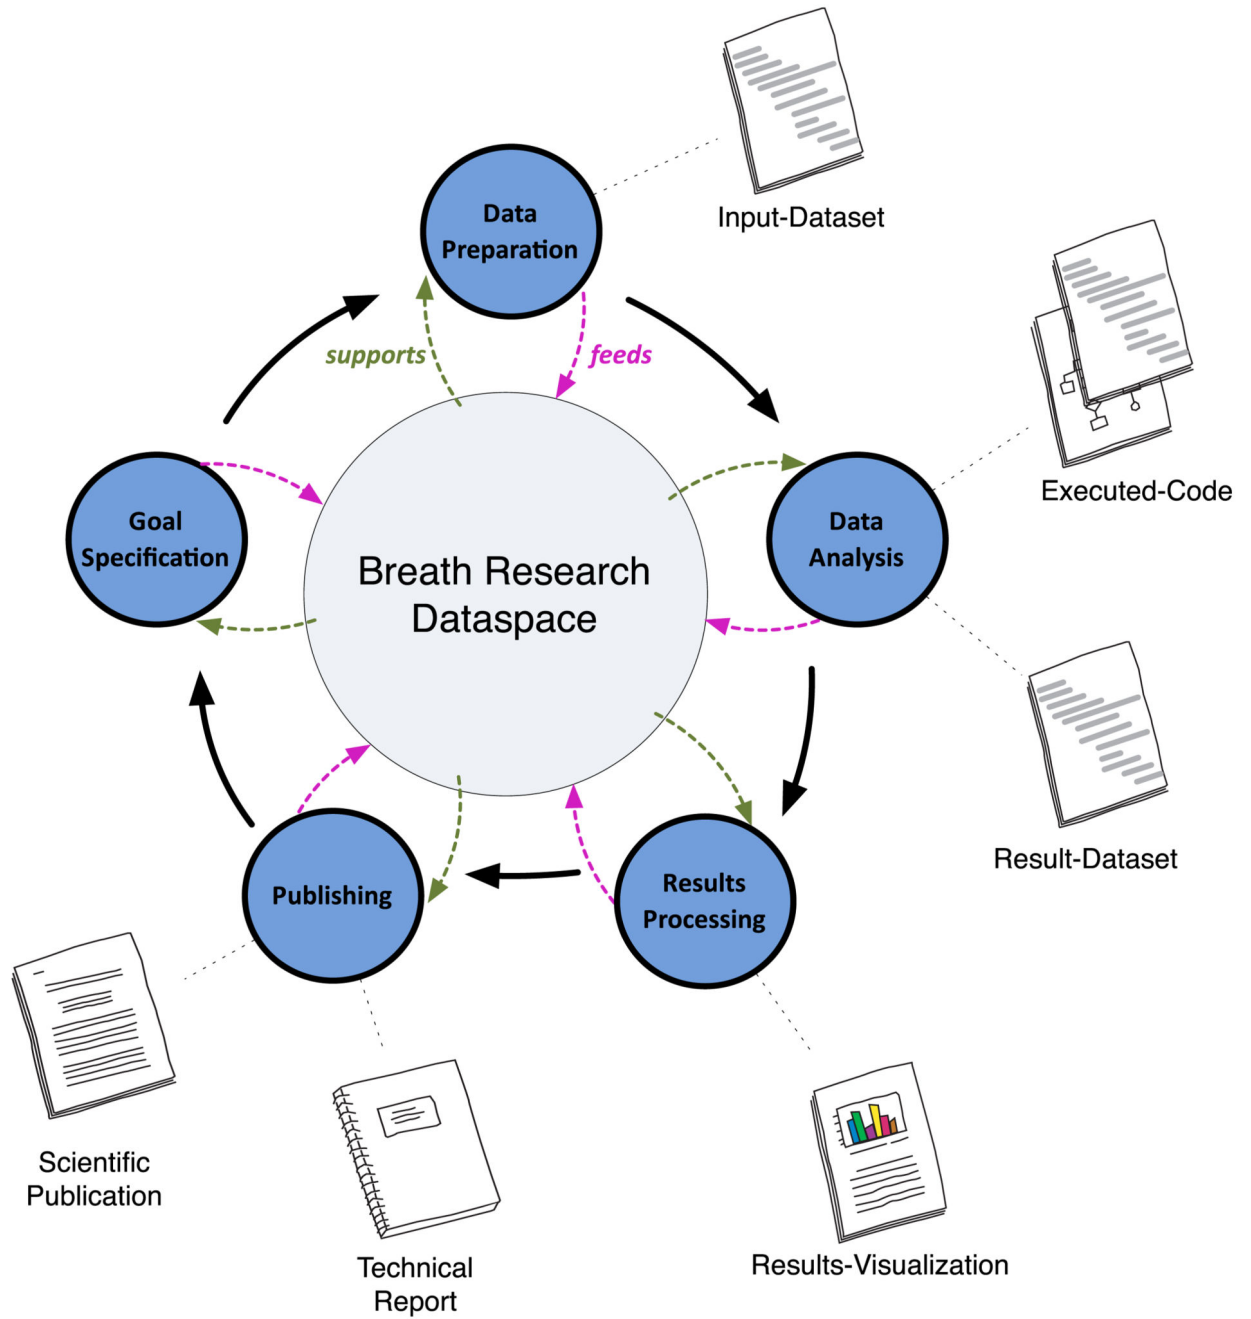 Input-Dataset
Data
Preparation
supports
feeds
Executed-Code
Goal
Specification
Data
Analysis
Breath Research
Dataspace
Result-Dataset
Publishing
Results
Processing
Scientific
Publication
Technical
Report
Results-Visualization